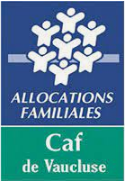 ALLOCATIONS
FAMILIALES
Caf
de Vaucluse